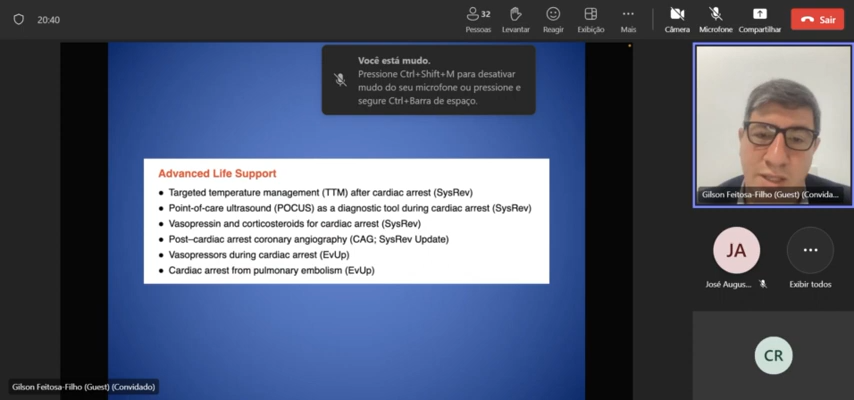 20:40
32
Pessoas
Levantar
Reagir
Exibição
Mais
Câmera
Microfone
Compartilhar
Sair
Você está mudo.
Pressione Ctrl+Shift+M para desativar
mudo do seu microfone ou pressione e
segure Ctrl+Barra de espaço.
Advanced Life Support
● Targeted temperature management (TTM) after cardiac arrest (SysRev)
● Point-of-care ultrasound (POCUS) as a diagnostic tool during cardiac arrest (SysRev)
● Vasopressin and corticosteroids for cardiac arrest (SysRev)
● Post–cardiac arrest coronary angiography (CAG; SysRev Update)
● Vasopressors during cardiac arrest (EvUp)
● Cardiac arrest from pulmonary embolism (EvUp)
Gilson Feitosa-Filho (Guest) (Convida...
JA
José Augus...
Exibir todos
CR
Gilson Feitosa-Filho (Guest) (Convidado)